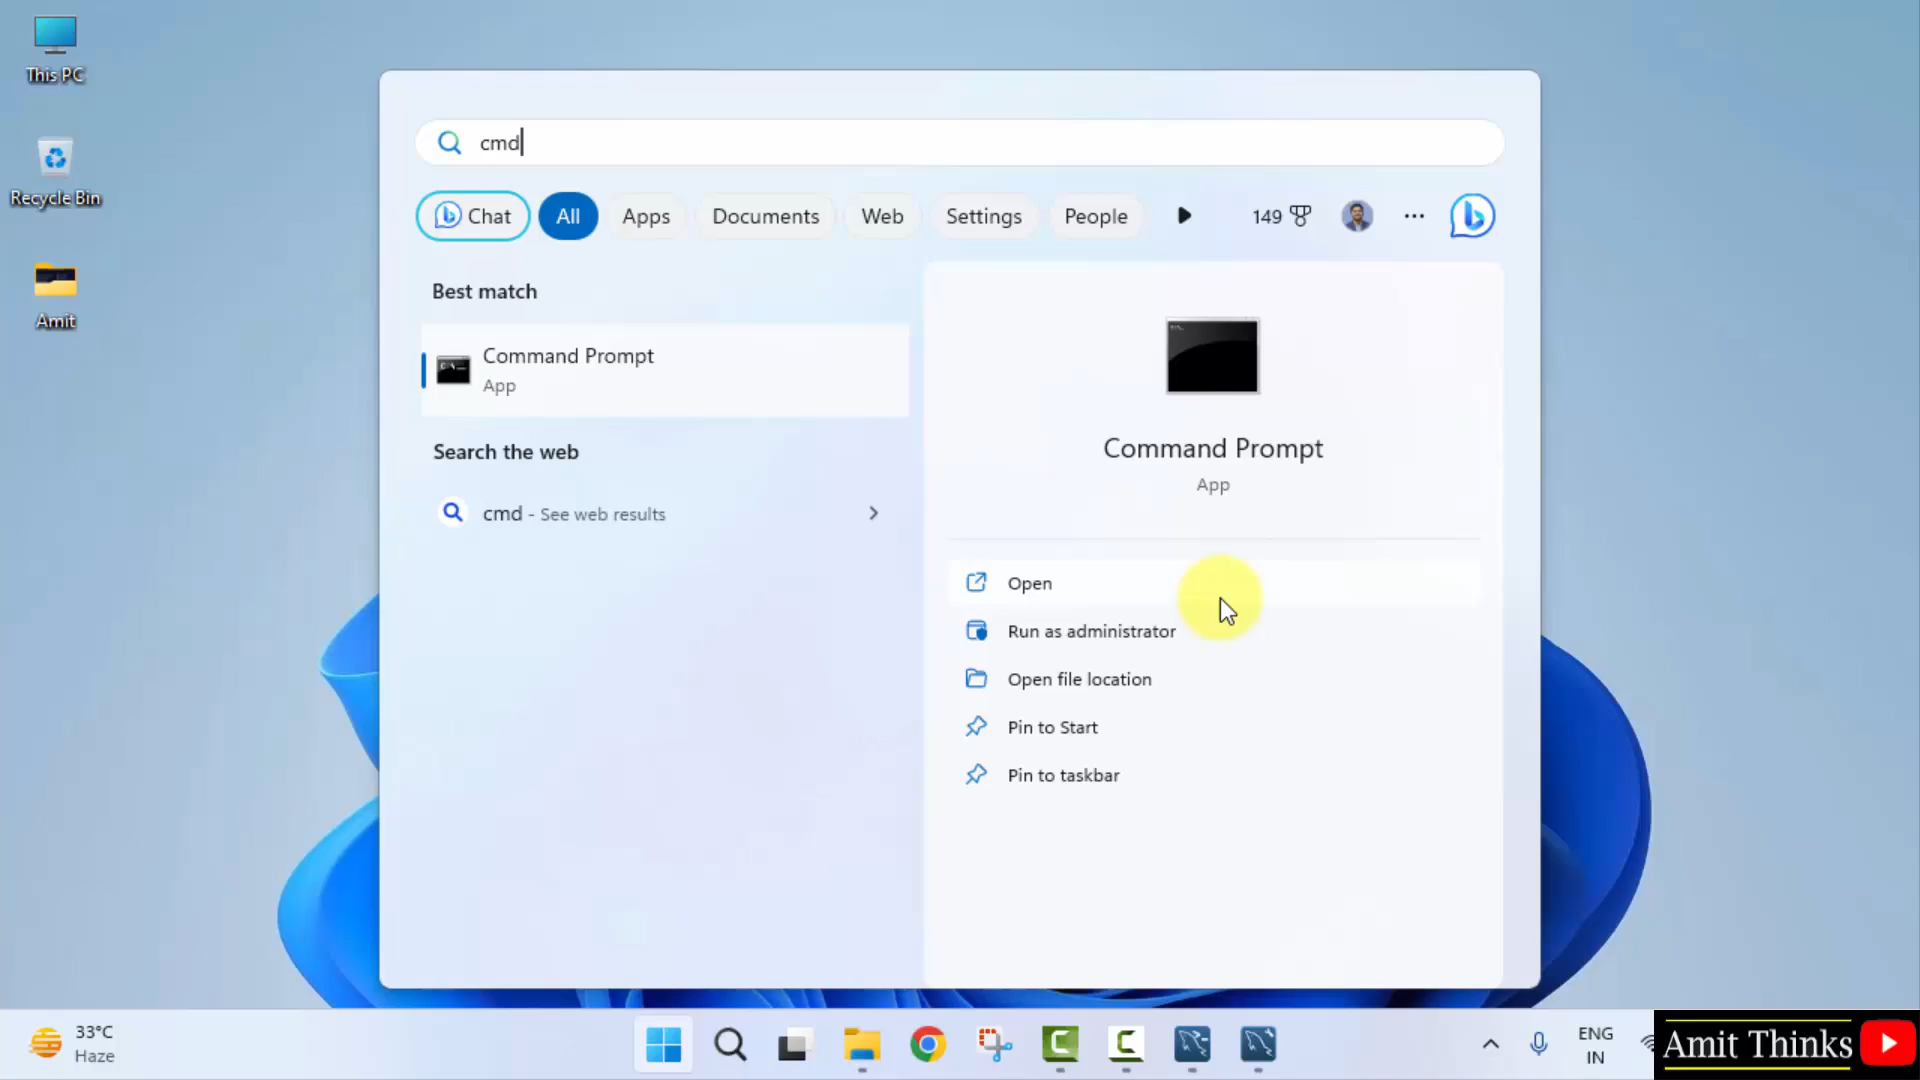 This PC
Recycle Bin
Amit
cmd
Chat
All
Apps
Documents
Web
Settings
People
149
Best match
Command Prompt
App
Search the web
cmd - See web results
Command Prompt
App
Open
Run as administrator
Open file location
Pin to Start
Pin to taskbar
33°C
Haze
ENG
IN
Amit Thinks